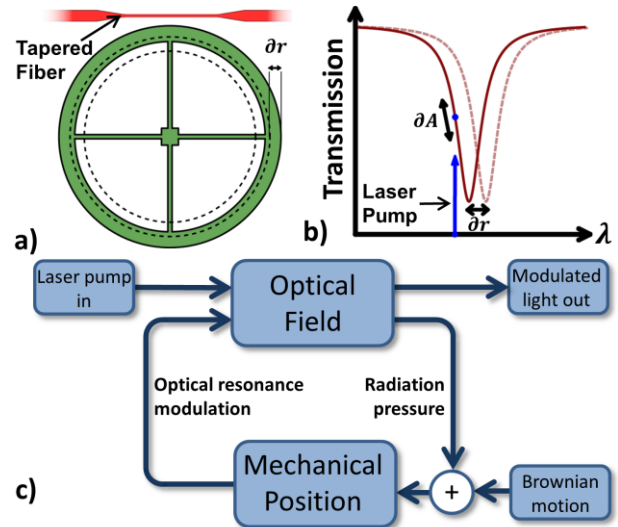 Tapered
Fiber
∂r
a)
Transmission
∂A
Laser
Pump
∂r
λ
b)
Laser pump
in
Optical
Field
Modulated
light out
Optical resonance
modulation
Radiation
pressure
c)
Mechanical
Position
+
Brownian
motion